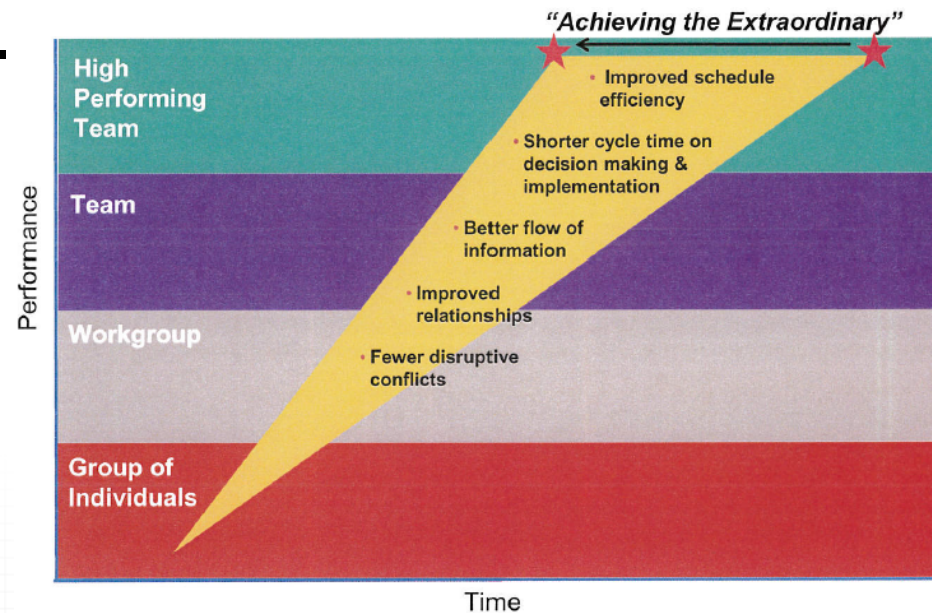 “Achieving the Extraordinary”
High
Performing
Team
• Improved schedule
efficiency
• Shorter cycle time on
decision making &
implementation
Team
• Better flow of
information
• Improved
relationships
Workgroup
• Fewer disruptive
conflicts
Group of
Individuals
Performance
Time